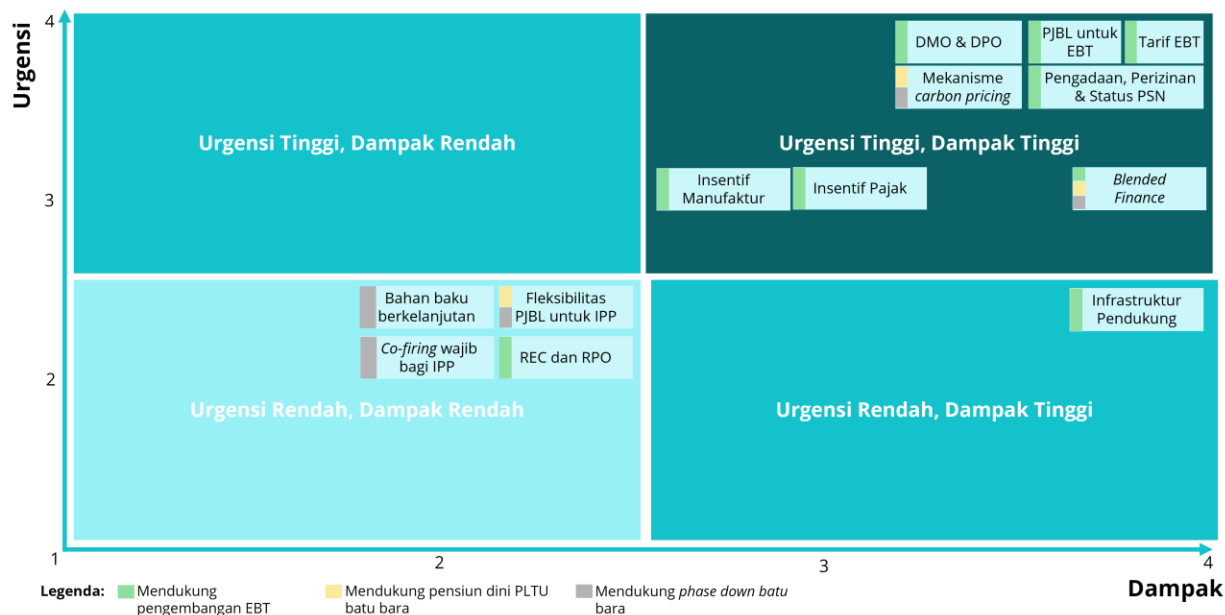 Urgensi
4
3
2
1
DMO & DPO
PJBL untuk
EBT
Tarif EBT
Mekanisme
carbon pricing
Pengadaan, Perizinan
& Status PSN
Urgensi Tinggi, Dampak Rendah
Urgensi Tinggi, Dampak Tinggi
Insentif
Manufaktur
Insentif Pajak
Blended
Finance
Bahan baku
berkelanjutan
Fleksibilitas
PJBL untuk IPP
Infrastruktur
Pendukung
Co-firing wajib
bagi IPP
REC dan RPO
Urgensi Rendah, Dampak Rendah
Urgensi Rendah, Dampak Tinggi
2
3
4
Dampak
Legenda:
Mendukung
pengembangan EBT
Mendukung pensiun dini PLTU
batu bara
Mendukung phase down batu
bara